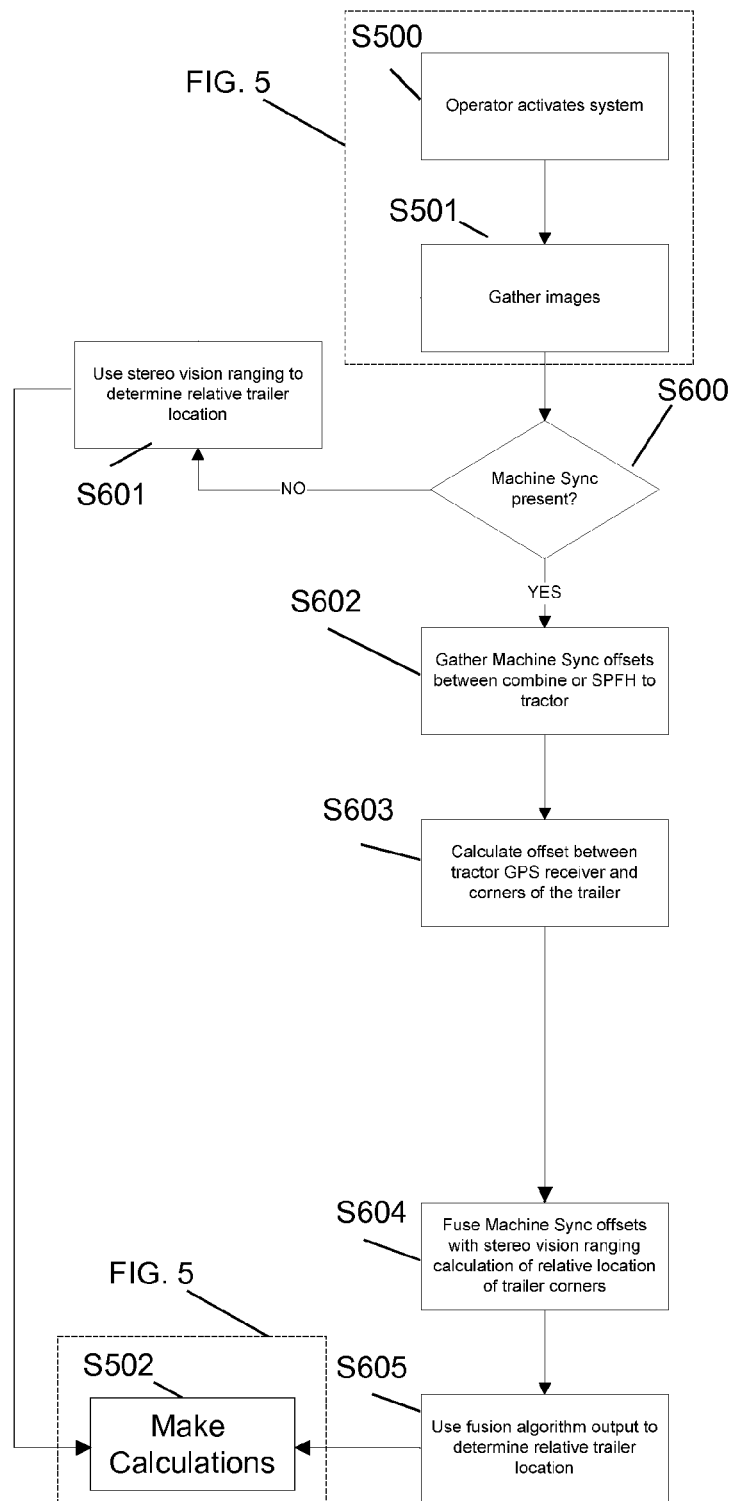 S500
FIG. 5
Operator activates system
S501
Gather images
Use stereo vision ranging to
determine relative trailer
location
S600
S601
NO
Machine Sync
present?
YES
S602
Gather Machine Sync offsets
between combine or SPFH to
tractor
S603
Calculate offset between
tractor GPS receiver and
corners of the trailer
S604
Fuse Machine Sync offsets
with stereo vision ranging
calculation of relative location
of trailer corners
FIG. 5
S502
Make
Calculations
S605
Use fusion algorithm output to
determine relative trailer
location